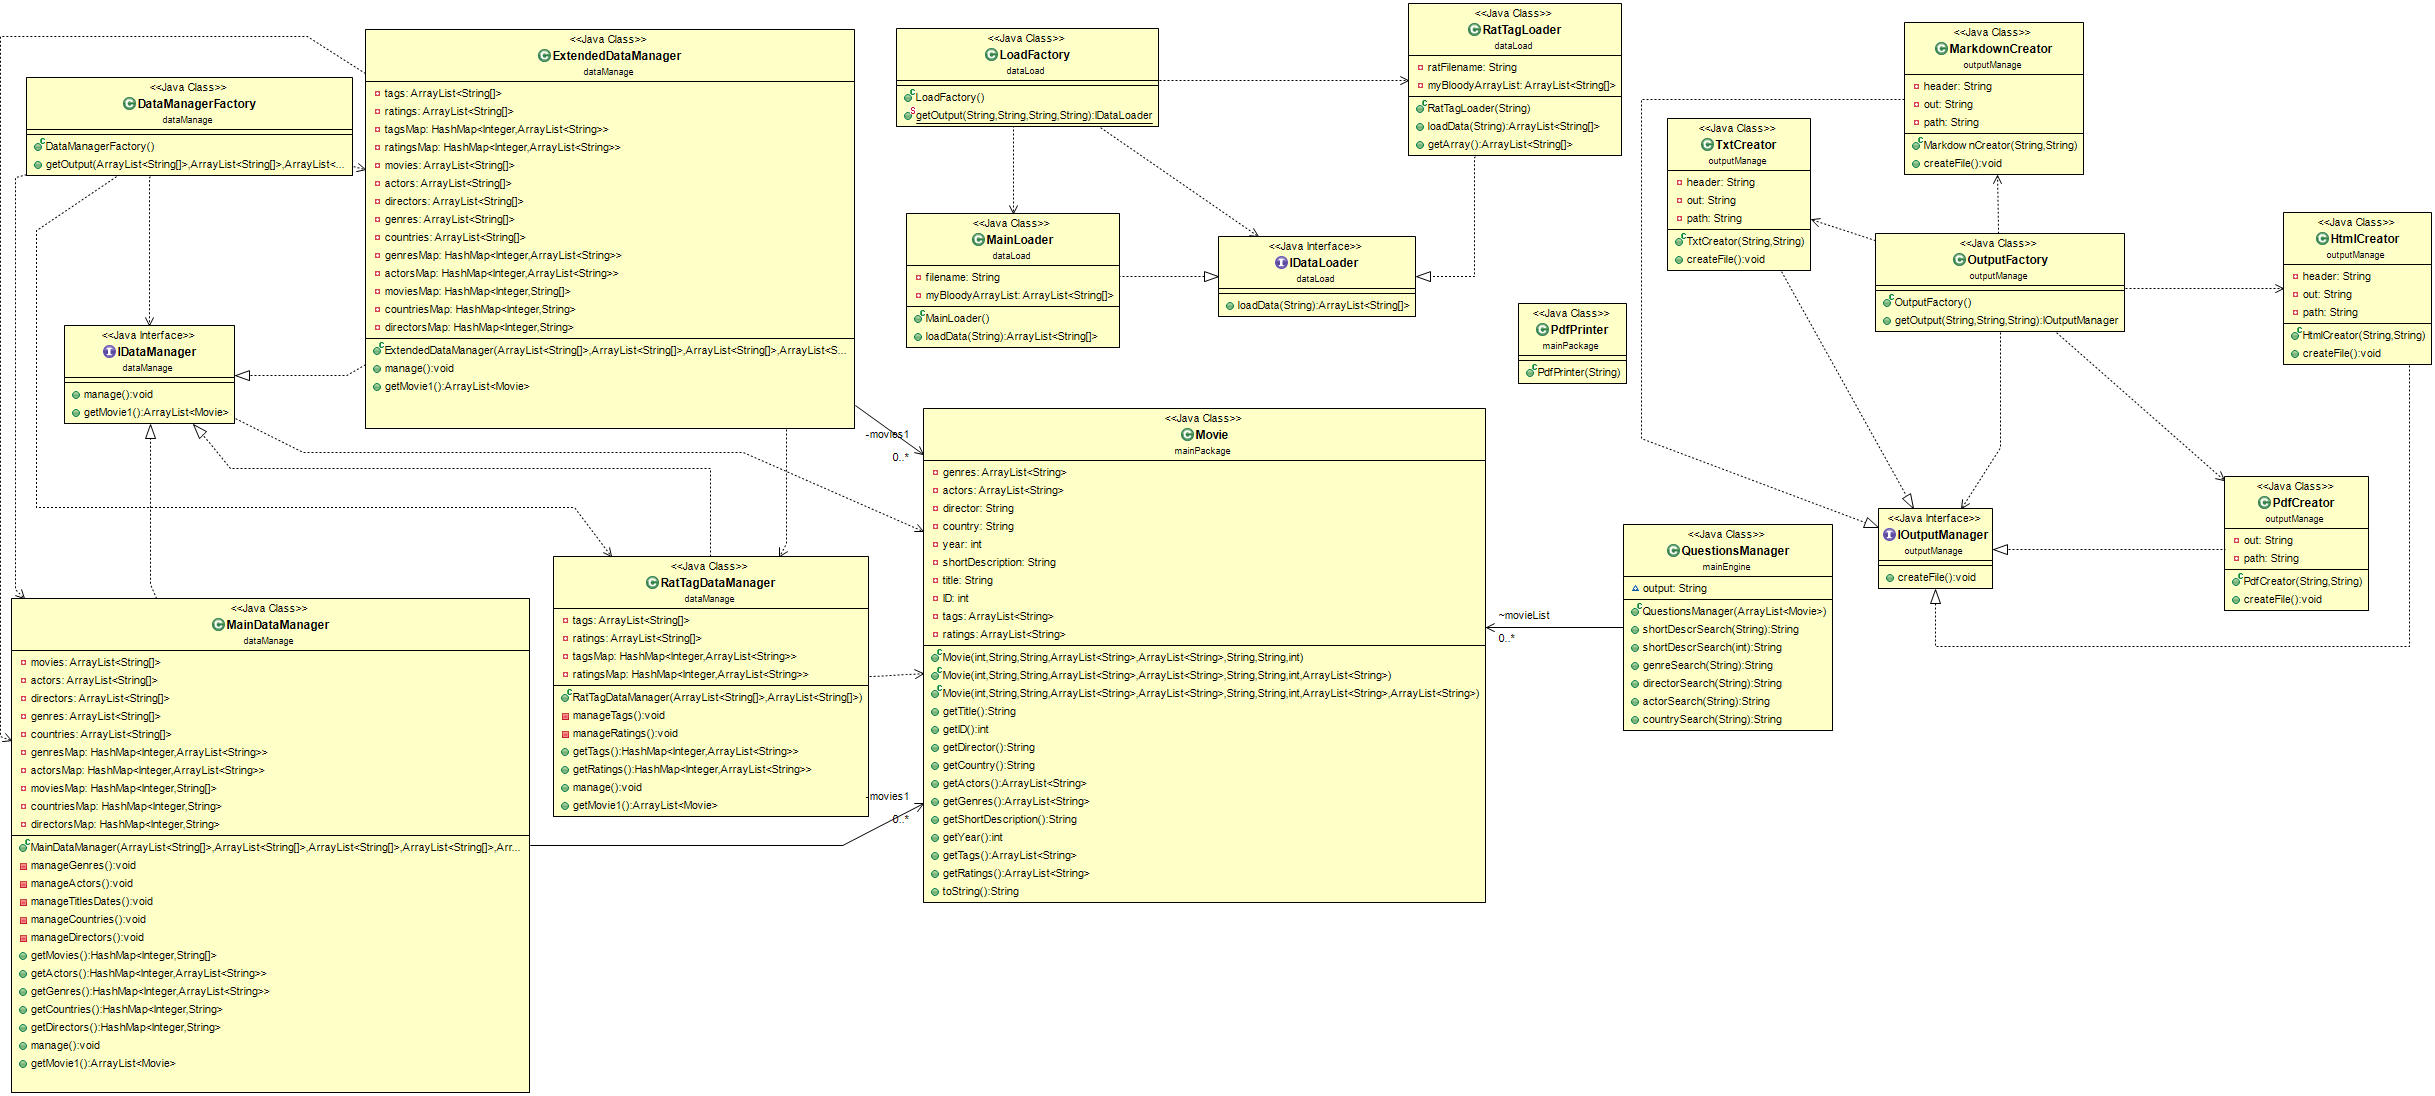 <<Java Class>>
ExtendedDataManager
dataManage
tags: ArrayList<String[]>
ratings: ArrayList<String[]>
tagsMap: HashMap<Integer,ArrayList<String>>
ratingsMap: HashMap<Integer,ArrayList<String>>
movies: ArrayList<String[]>
actors: ArrayList<String[]>
directors: ArrayList<String[]>
genres: ArrayList<String[]>
countries: ArrayList<String[]>
genresMap: HashMap<Integer,ArrayList<String>>
actorsMap: HashMap<Integer,ArrayList<String>>
moviesMap: HashMap<Integer,String[]>
countriesMap: HashMap<Integer,String>
directorsMap: HashMap<Integer,String>
ExtendedDataManager(ArrayList<String[]>,ArrayList<String[]>,ArrayList<String[]>,ArrayList<S...
manage():void
getMovie1():ArrayList<Movie>
<<Java Class>>
DataManagerFactory
dataManage
DataManagerFactory()
getOutput(ArrayList<String[]>,ArrayList<String[]>,ArrayList<...
<<Java Interface>>
IDataManager
dataManage
manage():void
getMovie1():ArrayList<Movie>
<<Java Class>>
MainDataManager
dataManage
movies: ArrayList<String[]>
actors: ArrayList<String[]>
directors: ArrayList<String[]>
genres: ArrayList<String[]>
countries: ArrayList<String[]>
genresMap: HashMap<Integer,ArrayList<String>>
actorsMap: HashMap<Integer,ArrayList<String>>
moviesMap: HashMap<Integer,String[]>
countriesMap: HashMap<Integer,String>
directorsMap: HashMap<Integer,String>
MainDataManager(ArrayList<String[]>,ArrayList<String[]>,ArrayList<String[]>,ArrayList<String[]>,Arr...
manageGenres():void
manageActors():void
manageTitlesDates():void
manageCountries():void
manageDirectors():void
getMovies():HashMap<Integer,String[]>
getActors():HashMap<Integer,ArrayList<String>>
getGenres():HashMap<Integer,ArrayList<String>>
getCountries():HashMap<Integer,String>
getDirectors():HashMap<Integer,String>
manage():void
getMovie1():ArrayList<Movie>
<<Java Class>>
RatTagDataManager
dataManage
tags: ArrayList<String[]>
ratings: ArrayList<String[]>
tagsMap: HashMap<Integer,ArrayList<String>>
ratingsMap: HashMap<Integer,ArrayList<String>>
RatTagDataManager(ArrayList<String[]>,ArrayList<String[]>)
manageTags():void
manageRatings():void
getTags():HashMap<Integer,ArrayList<String>>
getRatings():HashMap<Integer,ArrayList<String>>
manage():void
getMovie1():ArrayList<Movie>
-movies1
0..*
-movies1
0..*
<<Java Class>>
LoadFactory
dataLoad
LoadFactory()
getOutput(String,String,String,String):IDataLoader
<<Java Class>>
RatTagLoader
dataLoad
ratFilename: String
myBloodyArrayList: ArrayList<String[]>
RatTagLoader(String)
loadData(String):ArrayList<String[]>
getArray():ArrayList<String[]>
<<Java Class>>
MainLoader
dataLoad
filename: String
myBloodyArrayList: ArrayList<String[]>
MainLoader()
loadData(String):ArrayList<String[]>
<<Java Interface>>
IDataLoader
dataLoad
loadData(String):ArrayList<String[]>
<<Java Class>>
PdfPrinter
mainPackage
PdfPrinter(String)
<<Java Class>>
Movie
mainPackage
genres: ArrayList<String>
actors: ArrayList<String>
director: String
country: String
year: int
shortDescription: String
title: String
ID: int
tags: ArrayList<String>
ratings: ArrayList<String>
Movie(int,String,String,ArrayList<String>,ArrayList<String>,String,String,int)
Movie(int,String,String,ArrayList<String>,ArrayList<String>,String,String,int,ArrayList<String>)
Movie(int,String,String,ArrayList<String>,ArrayList<String>,String,String,int,ArrayList<String>,ArrayList<String>)
getTitle():String
getID():int
getDirector():String
getCountry():String
getActors():ArrayList<String>
getGenres():ArrayList<String>
getShortDescription():String
getYear():int
getTags():ArrayList<String>
getRatings():ArrayList<String>
toString():String
~movieList
0..*
<<Java Class>>
QuestionsManager
mainEngine
output: String
QuestionsManager(ArrayList<Movie>)
shortDescrSearch(String):String
shortDescrSearch(int):String
genreSearch(String):String
directorSearch(String):String
actorSearch(String):String
countrySearch(String):String
<<Java Class>>
MarkdownCreator
outputManage
header: String
out: String
path: String
MarkdownCreator(String,String)
createFile():void
<<Java Class>>
TxtCreator
outputManage
header: String
out: String
path: String
TxtCreator(String,String)
createFile():void
<<Java Class>>
OutputFactory
outputManage
OutputFactory()
getOutput(String,String,String):IOutputManager
<<Java Class>>
HtmlCreator
outputManage
header: String
out: String
path: String
HtmlCreator(String,String)
createFile():void
<<Java Interface>>
IOutputManager
outputManage
createFile():void
<<Java Class>>
PdfCreator
outputManage
out: String
path: String
PdfCreator(String,String)
createFile():void